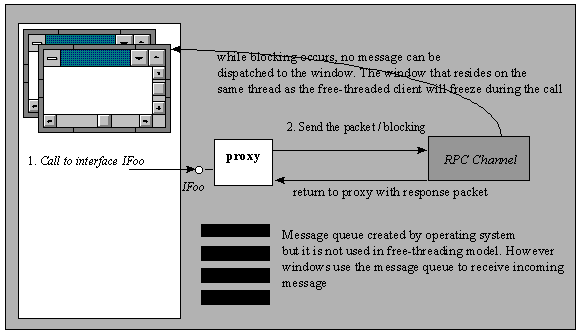 while blocking occurs, no message can be
dispatched to the window. The window that resides on the
same thread as the free-threaded client will freeze during the call
2. Send the packet / blocking
1. Call to interface IFoo
proxy
RPC Channel
IFoo
return to proxy with response packet
Message queue created by operating system
but it is not used in free-threading model. However
windows use the message queue to receive incoming
message